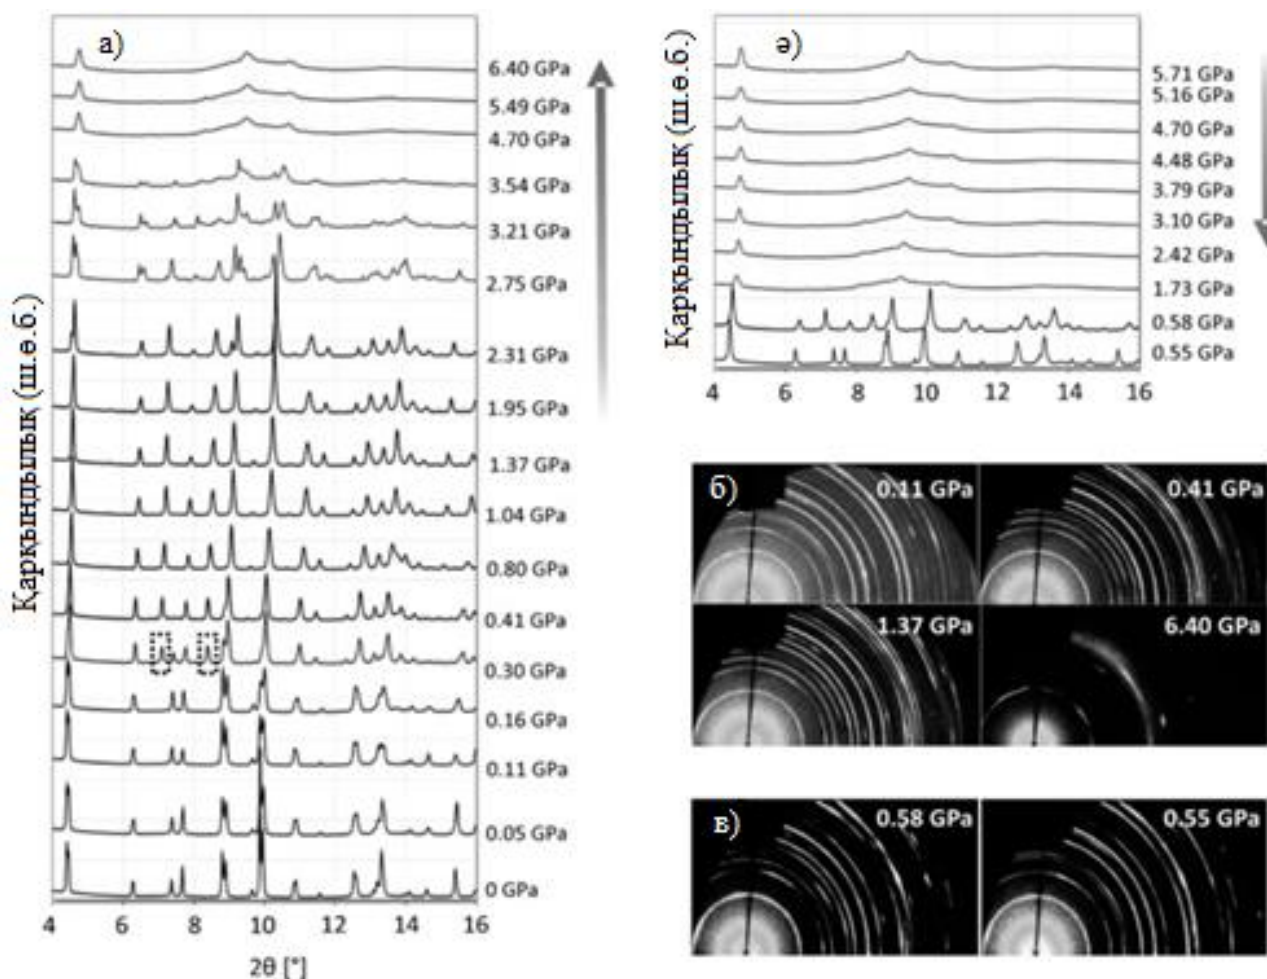 а)
Қарқындылық (ш.ө.б.)
6.40 GPa
5.49 GPa
4.70 GPa
3.54 GPa
3.21 GPa
2.75 GPa
2.31 GPa
1.95 GPa
1.37 GPa
1.04 GPa
0.80 GPa
0.41 GPa
0.30 GPa
0.16 GPa
0.11 GPa
0.05 GPa
0 GPa
4 6 8 10 12 14 16
2θ [°]
ә)
Қарқындылық (ш.ө.б.)
5.71 GPa
5.16 GPa
4.70 GPa
4.48 GPa
3.79 GPa
3.10 GPa
2.42 GPa
1.73 GPa
0.58 GPa
0.55 GPa
4 6 8 10 12 14 16
б)
0.11 GPa
0.41 GPa
1.37 GPa
6.40 GPa
в)
0.58 GPa
0.55 GPa